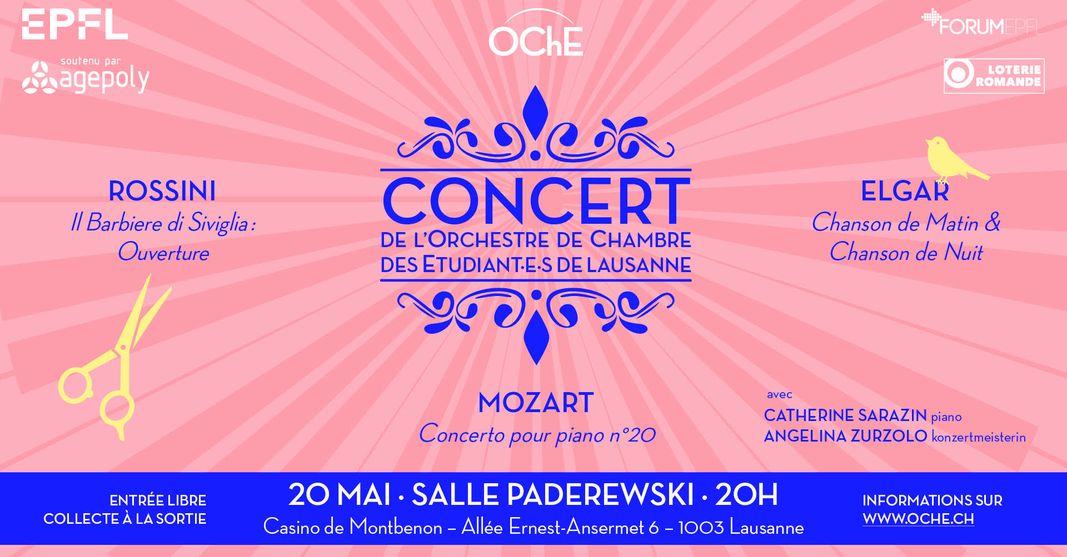 EPFL
soutenu par
agepoly
OChE
FORUMEPFL
LOTERIE
ROMANDE
CONCERT
DE L'ORCHESTRE DE CHAMBRE
DES ETUDIANT·E·S DE LAUSANNE
ROSSINI
Il Barbiere di Siviglia :
Ouverture
ELGAR
Chanson de Matin &
Chanson de Nuit
MOZART
Concerto pour piano n°20
avec
CATHERINE SARAZIN piano
ANGELINA ZURZOLO konzertmeisterin
ENTRÉE LIBRE
COLLECTE À LA SORTIE
20 MAI · SALLE PADEREWSKI · 20H
Casino de Montbenon – Allée Ernest-Ansermet 6 – 1003 Lausanne
INFORMATIONS SUR
WWW.OCHE.CH